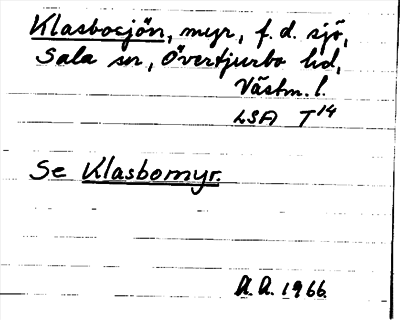 Klasbosjön, myr, f. d. sjö,
Sala sn, Övertjurbo hd,
Västm. l.
LSA T14
Se Klasbomyr.
A. A. 1966.